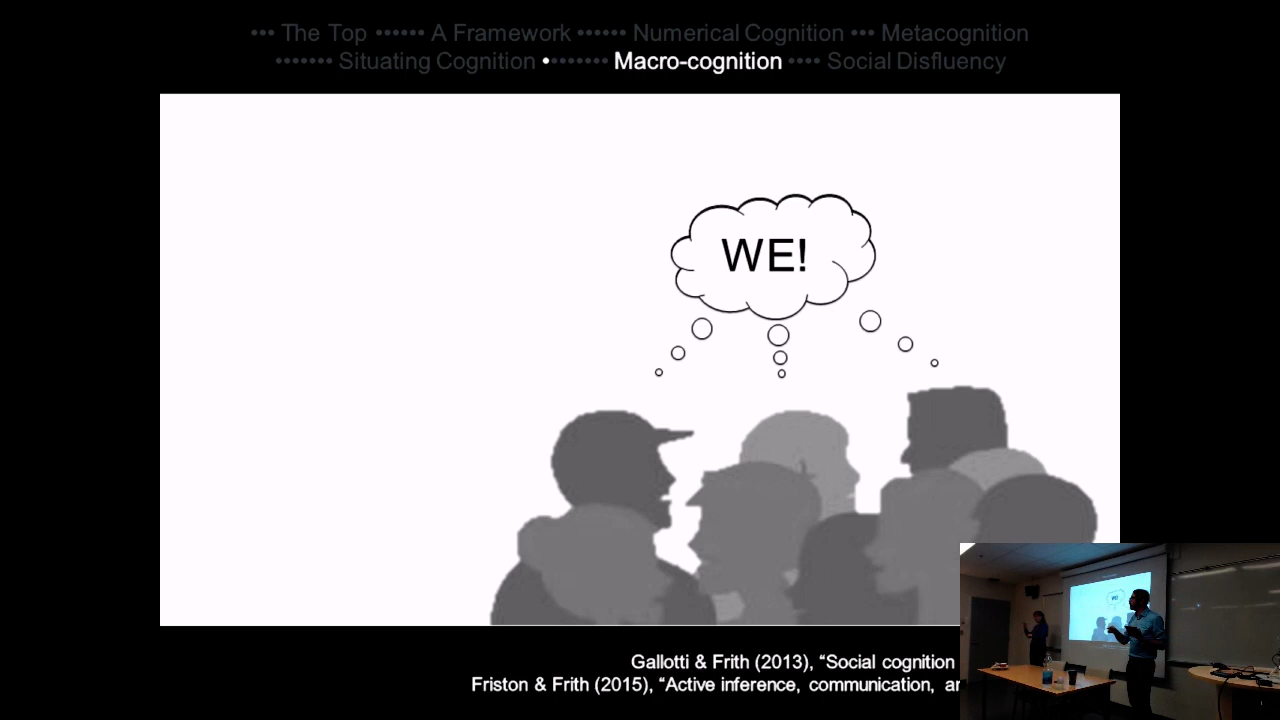 ••• The Top •••••• A Framework •••••• Numerical Cognition ••• Metacognition
••••••• Situating Cognition •••••••• Macro-cognition •••• Social Disfluency
WE!
Gallotti & Frith (2013), “Social cognition
Friston & Frith (2015), “Active inference, communication,